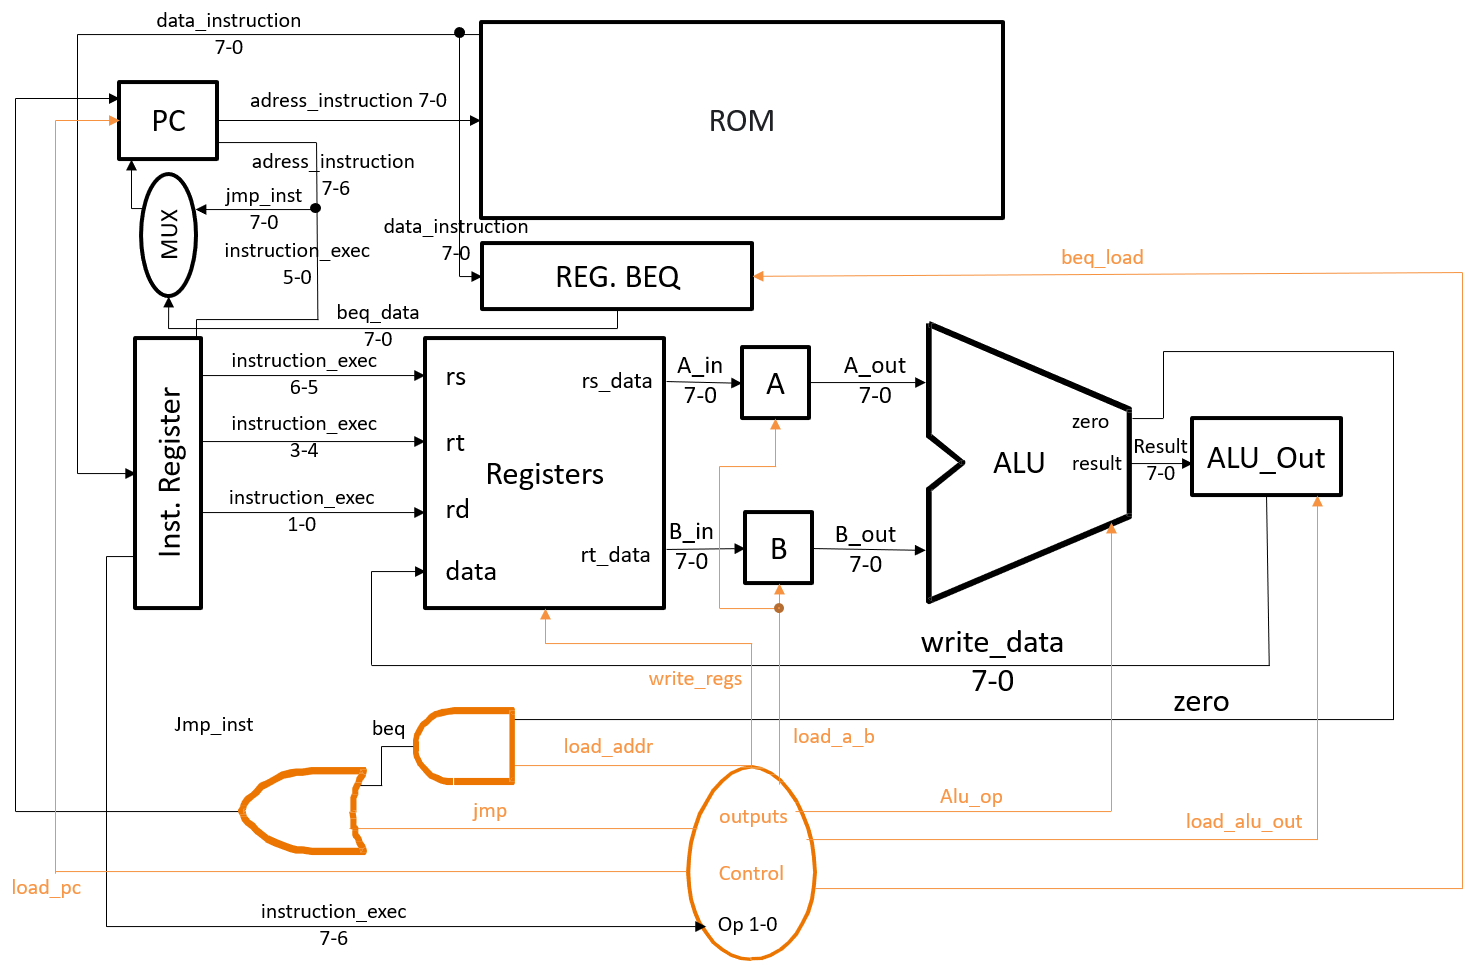 data_instruction
7-0
PC
adress_instruction 7-0
ROM
adress_instruction
7-6
jmp_inst
7-0
MUX
data_instruction
7-0
instruction_exec
5-0
REG. BEQ
beq_load
beq_data
7-0
Inst. Register
instruction_exec
6-5
instruction_exec
3-4
instruction_exec
1-0
rs
rt
rd
data
Registers
rs_data
rt_data
A_in
7-0
A
A_out
7-0
B_in
7-0
B
B_out
7-0
ALU
zero
result
Result
7-0
ALU_Out
write_data
7-0
write_regs
zero
Jmp_inst
beq
load_addr
load_a_b
jmp
outputs
Alu_op
load_alu_out
Control
load_pc
instruction_exec
7-6
Op 1-0